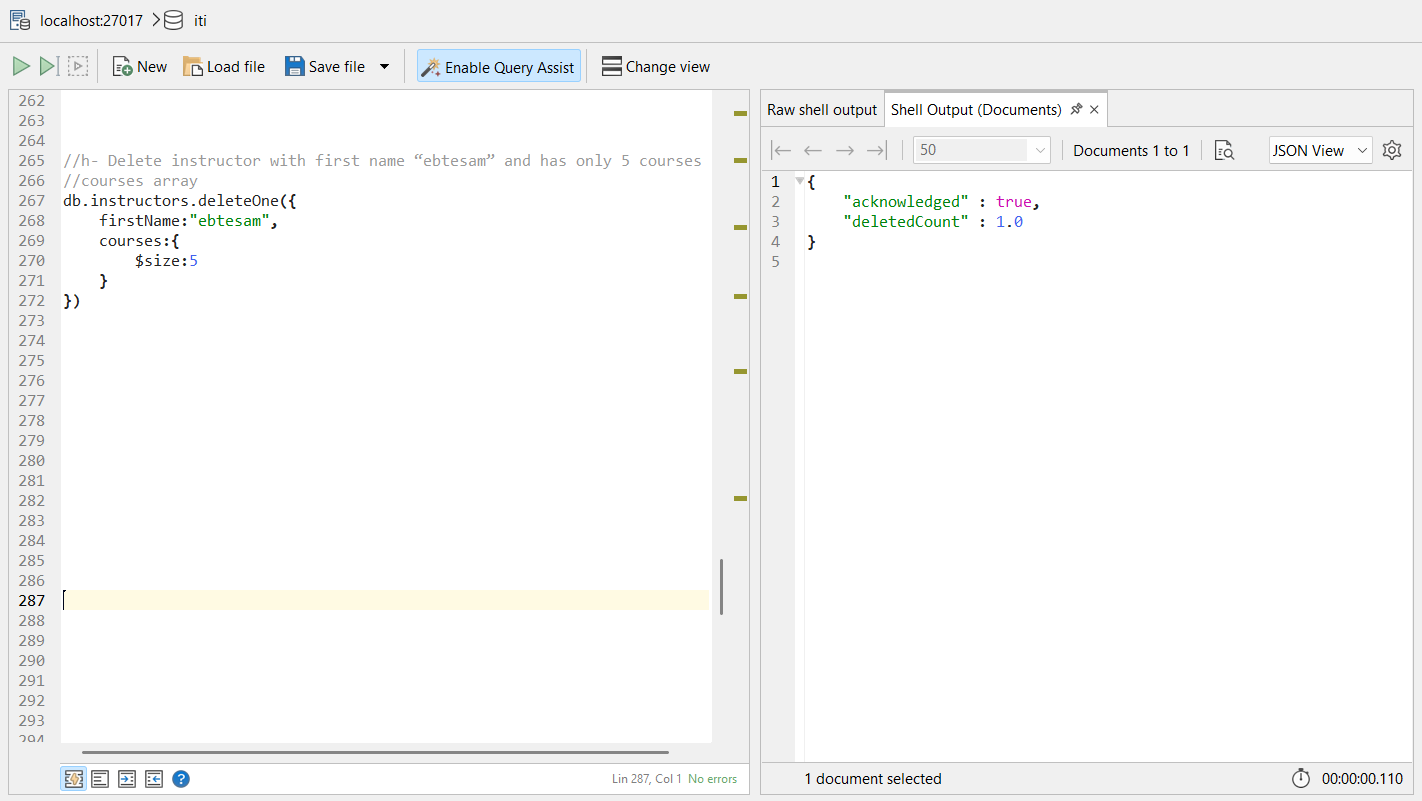 localhost:27017 iti
New Load file Save file Enable Query Assist Change view
262
263
264
265 //h- Delete instructor with first name “ebtesam” and has only 5 courses
266 //courses array
267 db.instructors.deleteOne({
268     firstName:"ebtesam",
269     courses:{
270         $size:5
271     }
272 })
273
274
275
276
277
278
279
280
281
282
283
284
285
286
287
288
289
290
291
292
293
294
Lin 287, Col 1 No errors
Raw shell output Shell Output (Documents)
50 Documents 1 to 1 JSON View
1 {
2     "acknowledged" : true,
3     "deletedCount" : 1.0
4 }
5
1 document selected 00:00:00.110